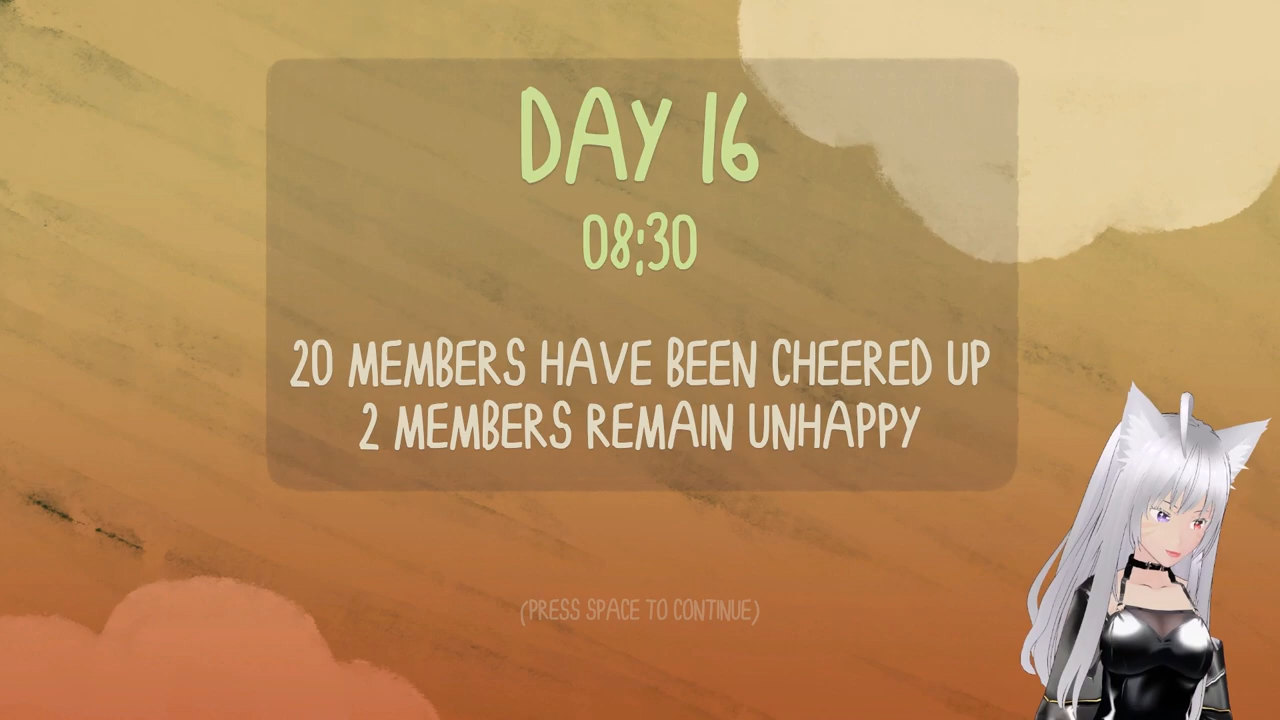 DAY 16
08:30
20 MEMBERS HAVE BEEN CHEERED UP
2 MEMBERS REMAIN UNHAPPY
(PRESS SPACE TO CONTINUE)